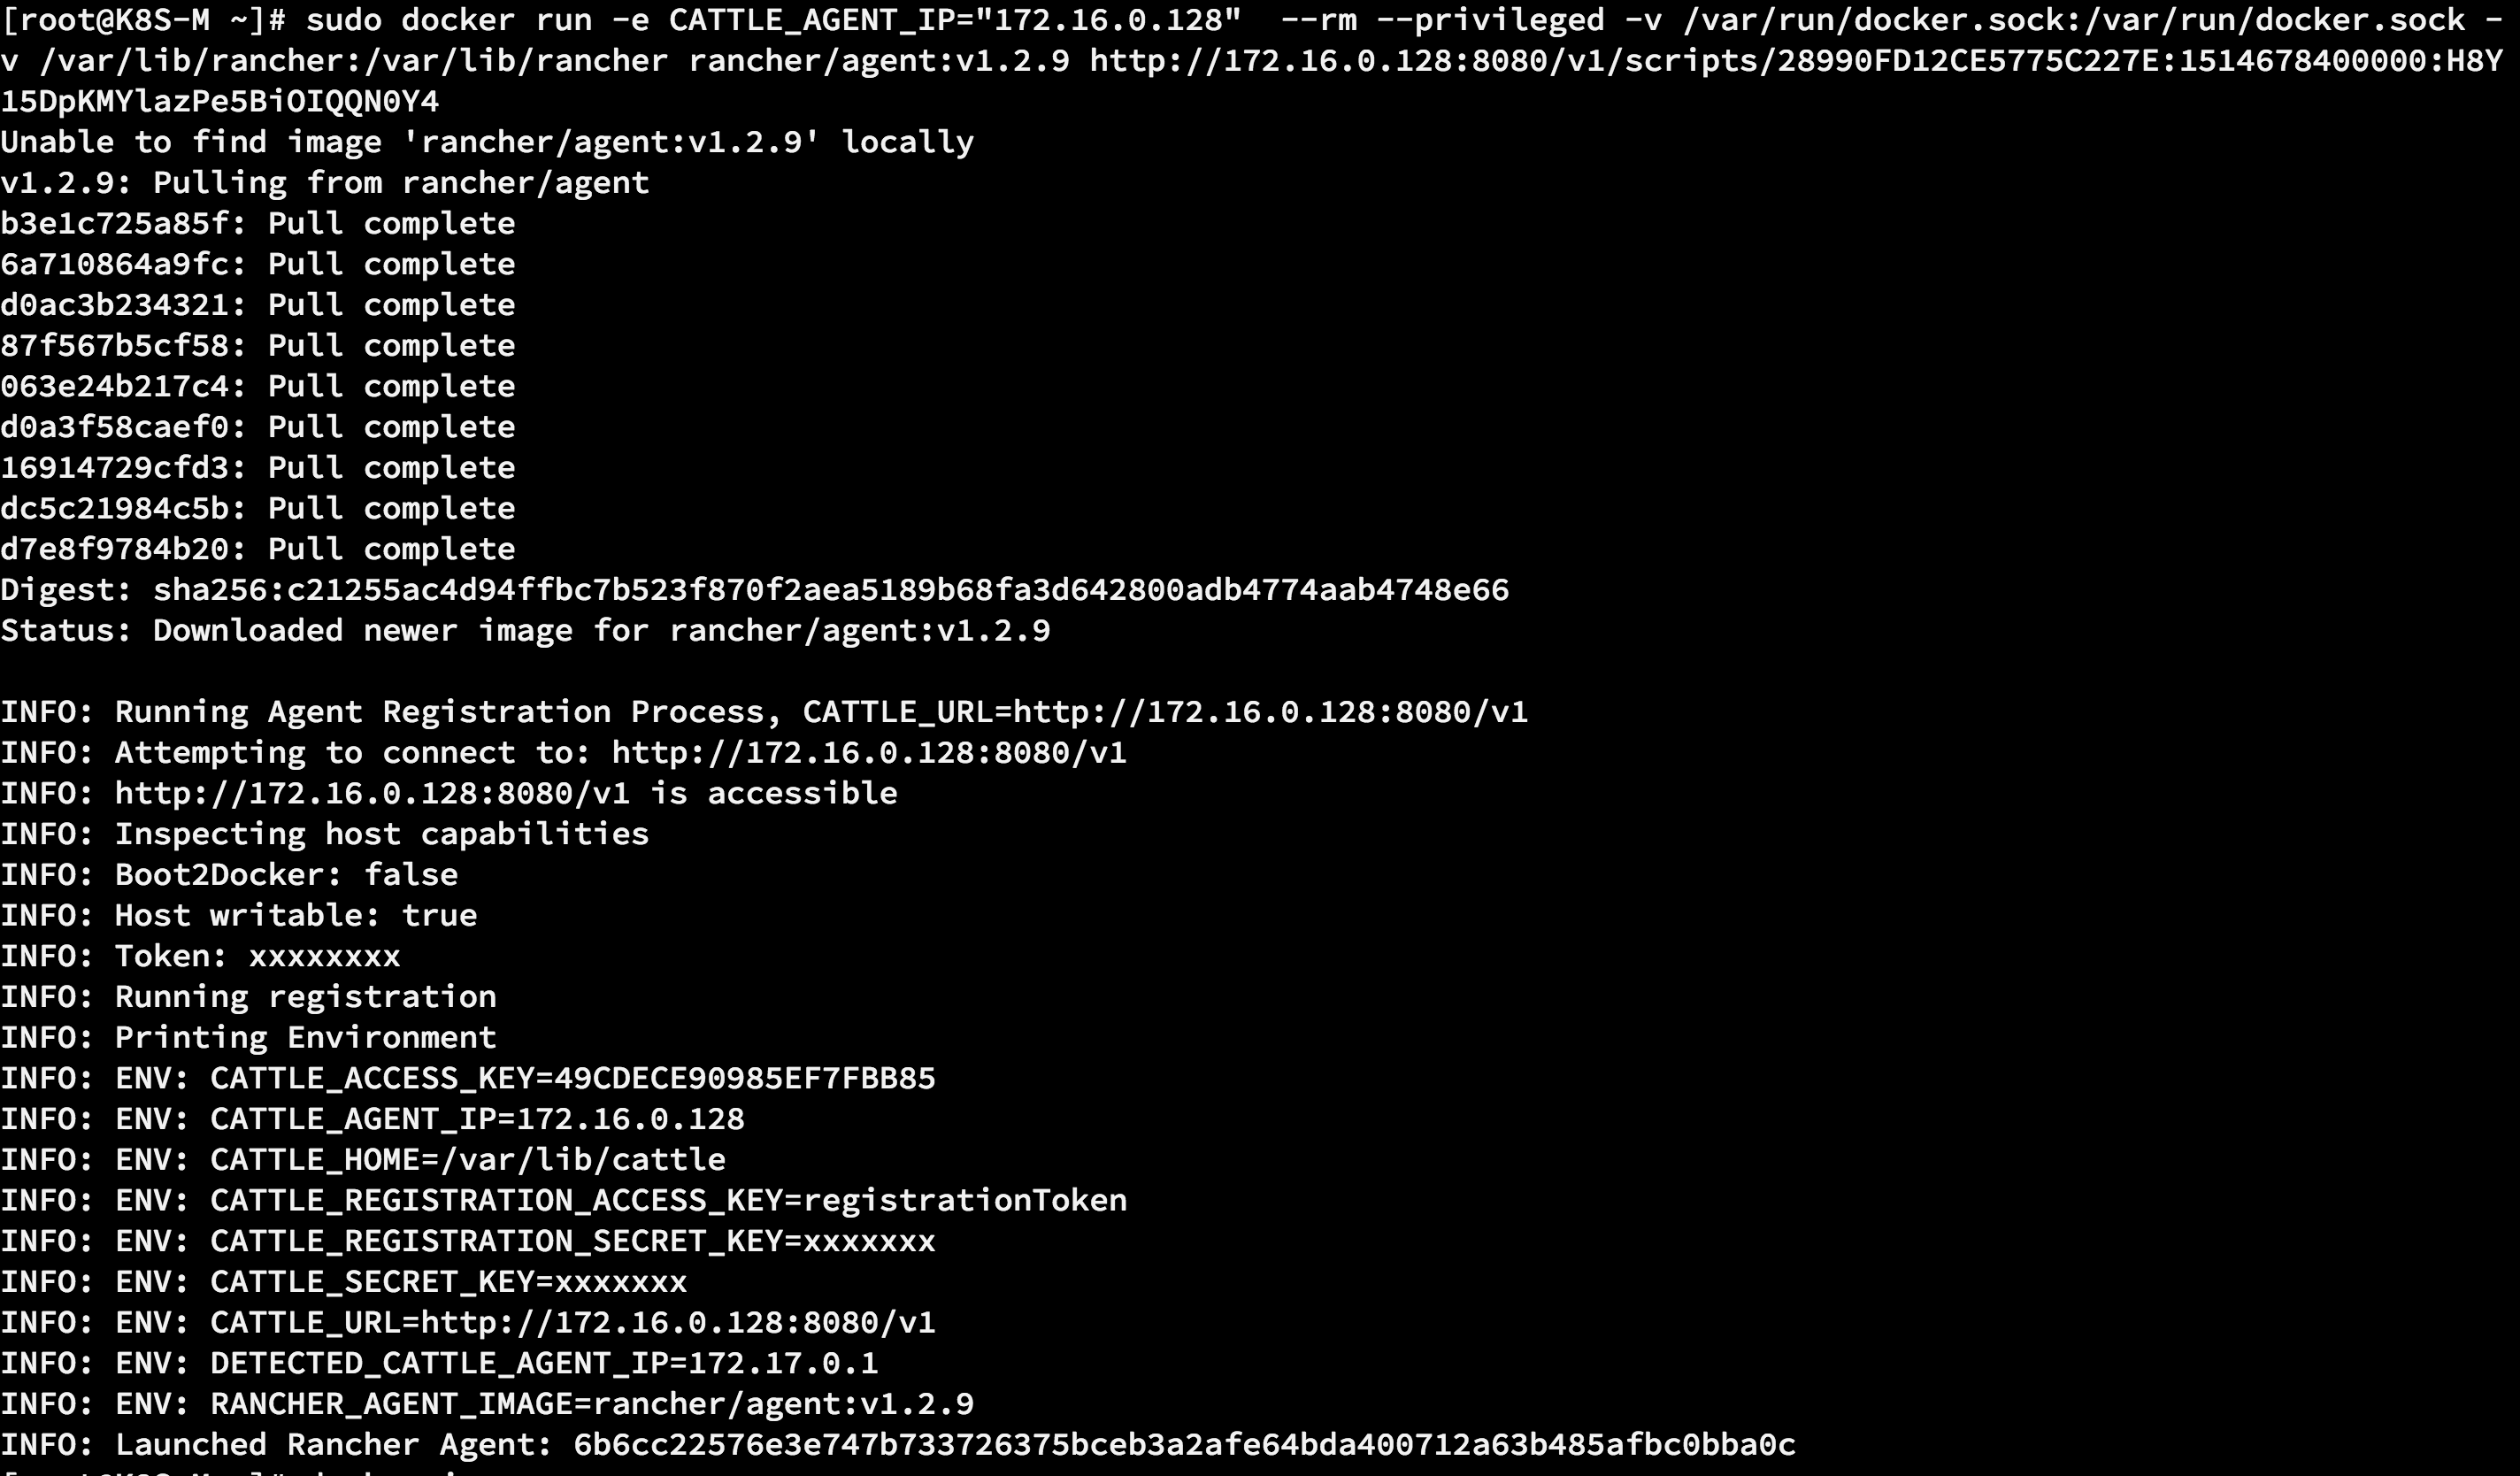 [root@K8S-M ~]# sudo docker run -e CATTLE_AGENT_IP="172.16.0.128"  --rm --privileged -v /var/run/docker.sock:/var/run/docker.sock -
v /var/lib/rancher:/var/lib/rancher rancher/agent:v1.2.9 http://172.16.0.128:8080/v1/scripts/28990FD12CE5775C227E:1514678400000:H8Y
15DpKMYlazPe5BiOIQQN0Y4
Unable to find image 'rancher/agent:v1.2.9' locally
v1.2.9: Pulling from rancher/agent
b3e1c725a85f: Pull complete
6a710864a9fc: Pull complete
d0ac3b234321: Pull complete
87f567b5cf58: Pull complete
063e24b217c4: Pull complete
d0a3f58caef0: Pull complete
16914729cfd3: Pull complete
dc5c21984c5b: Pull complete
d7e8f9784b20: Pull complete
Digest: sha256:c21255ac4d94ffbc7b523f870f2aea5189b68fa3d642800adb4774aab4748e66
Status: Downloaded newer image for rancher/agent:v1.2.9

INFO: Running Agent Registration Process, CATTLE_URL=http://172.16.0.128:8080/v1
INFO: Attempting to connect to: http://172.16.0.128:8080/v1
INFO: http://172.16.0.128:8080/v1 is accessible
INFO: Inspecting host capabilities
INFO: Boot2Docker: false
INFO: Host writable: true
INFO: Token: xxxxxxxx
INFO: Running registration
INFO: Printing Environment
INFO: ENV: CATTLE_ACCESS_KEY=49CDECE90985EF7FBB85
INFO: ENV: CATTLE_AGENT_IP=172.16.0.128
INFO: ENV: CATTLE_HOME=/var/lib/cattle
INFO: ENV: CATTLE_REGISTRATION_ACCESS_KEY=registrationToken
INFO: ENV: CATTLE_REGISTRATION_SECRET_KEY=xxxxxxx
INFO: ENV: CATTLE_SECRET_KEY=xxxxxxx
INFO: ENV: CATTLE_URL=http://172.16.0.128:8080/v1
INFO: ENV: DETECTED_CATTLE_AGENT_IP=172.17.0.1
INFO: ENV: RANCHER_AGENT_IMAGE=rancher/agent:v1.2.9
INFO: Launched Rancher Agent: 6b6cc22576e3e747b733726375bceb3a2afe64bda400712a63b485afbc0bba0c